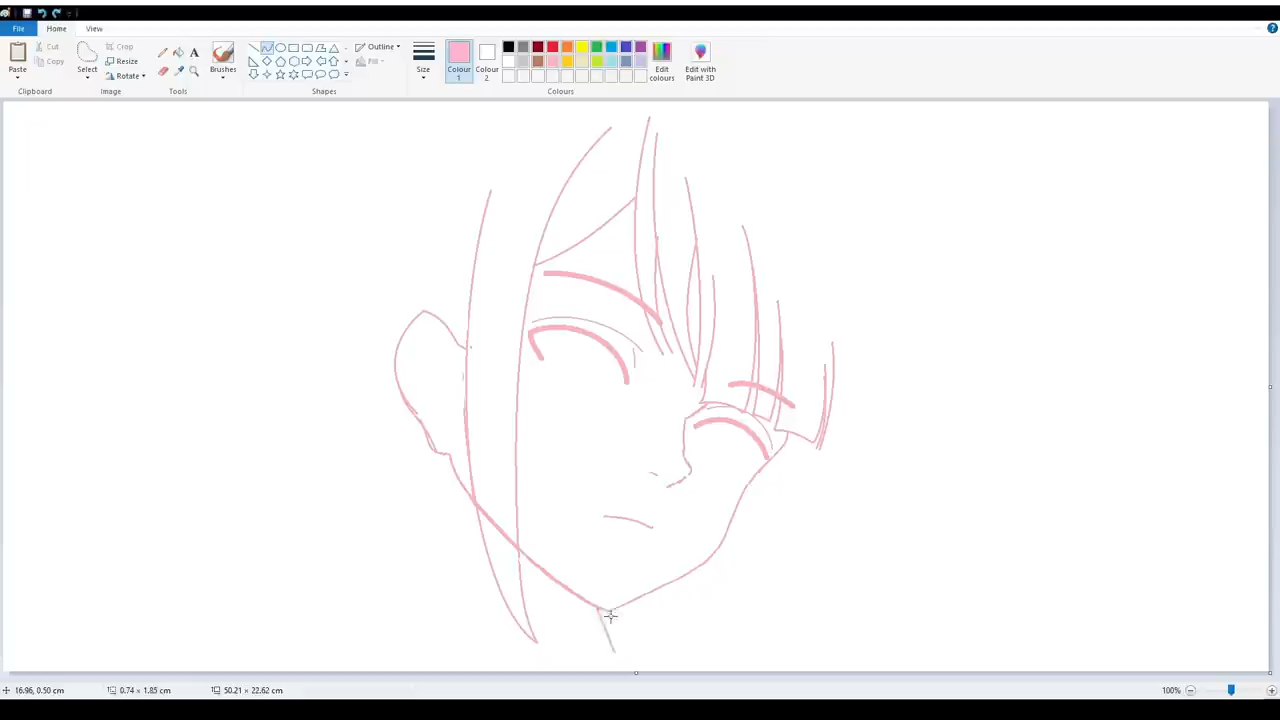 File Home View
Paste
Cut
Copy
Clipboard
Select
Crop
Resize
Rotate
Image
A
Tools
Brushes
Outline
Fill
Shapes
Size
Colour
1
Colour
2
Edit
colours
Edit with
Paint 3D
Colours
16.96, 0.50 cm 0.74 × 1.85 cm 50.21 × 22.62 cm 100%